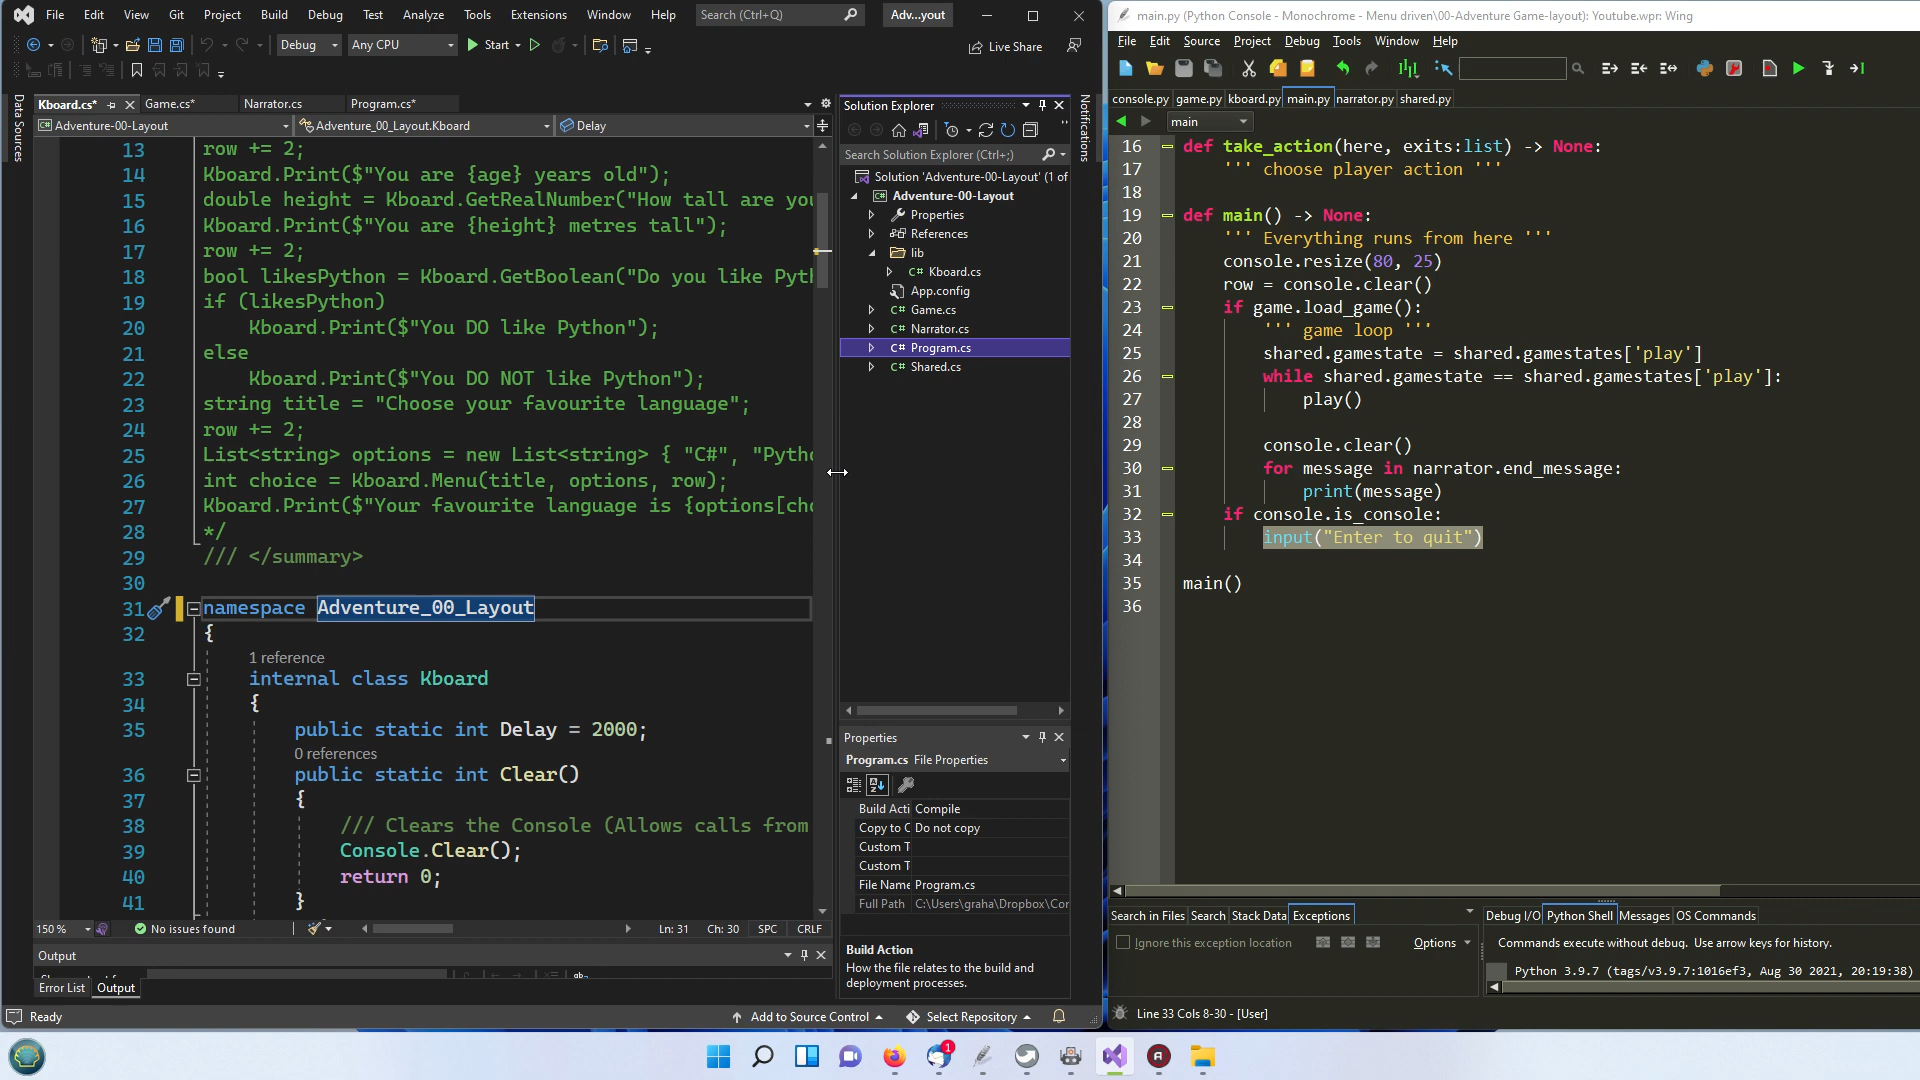 File Edit View Git Project Build Debug Test Analyze Tools Extensions Window Help Search (Ctrl+Q) Adv...yout
Debug Any CPU Start Live Share
Data Sources
Kboard.cs* Game.cs* Narrator.cs Program.cs*
Adventure-00-Layout Adventure_00_Layout.Kboard Delay
13 row += 2;
14 Kboard.Print($"You are {age} years old");
15 double height = Kboard.GetRealNumber("How tall are you
16 Kboard.Print($"You are {height} metres tall");
17 row += 2;
18 bool likesPython = Kboard.GetBoolean("Do you like Pyth
19 if (likesPython)
20 Kboard.Print($"You DO like Python");
21 else
22 Kboard.Print($"You DO NOT like Python");
23 string title = "Choose your favourite language";
24 row += 2;
25 List<string> options = new List<string> { "C#", "Pytho
26 int choice = Kboard.Menu(title, options, row);
27 Kboard.Print($"Your favourite language is {options[cho
28 */
29 /// </summary>
30
31 namespace Adventure_00_Layout
32 {
1 reference
33 internal class Kboard
34 {
35 public static int Delay = 2000;
0 references
36 public static int Clear()
37 {
38 /// Clears the Console (Allows calls from
39 Console.Clear();
40 return 0;
41 }
150 % No issues found Ln: 31 Ch: 30 SPC CRLF
Output
Error List Output
Ready Add to Source Control Select Repository
Solution Explorer
Notifications
Search Solution Explorer (Ctrl+;)
Solution 'Adventure-00-Layout' (1 of
C# Adventure-00-Layout
Properties
References
lib
C# Kboard.cs
App.config
C# Game.cs
C# Narrator.cs
C# Program.cs
C# Shared.cs
Properties
Program.cs File Properties
Build Acti Compile
Copy to C Do not copy
Custom T
Custom T
File Name Program.cs
Full Path C:\Users\graha\Dropbox\Cor
Build Action
How the file relates to the build and
deployment processes.
main.py (Python Console - Monochrome - Menu driven\00-Adventure Game-layout): Youtube.wpr: Wing
File Edit Source Project Debug Tools Window Help
console.py game.py kboard.py main.py narrator.py shared.py
main
16 def take_action(here, exits:list) -> None:
17 ''' choose player action '''
18
19 def main() -> None:
20 ''' Everything runs from here '''
21 console.resize(80, 25)
22 row = console.clear()
23 if game.load_game():
24 ''' game loop '''
25 shared.gamestate = shared.gamestates['play']
26 while shared.gamestate == shared.gamestates['play']:
27 play()
28
29 console.clear()
30 for message in narrator.end_message:
31 print(message)
32 if console.is_console:
33 input("Enter to quit")
34
35 main()
36
Search in Files Search Stack Data Exceptions
Ignore this exception location Options
Debug I/O Python Shell Messages OS Commands
Commands execute without debug. Use arrow keys for history.
Python 3.9.7 (tags/v3.9.7:1016ef3, Aug 30 2021, 20:19:38)
Line 33 Cols 8-30 - [User]
1